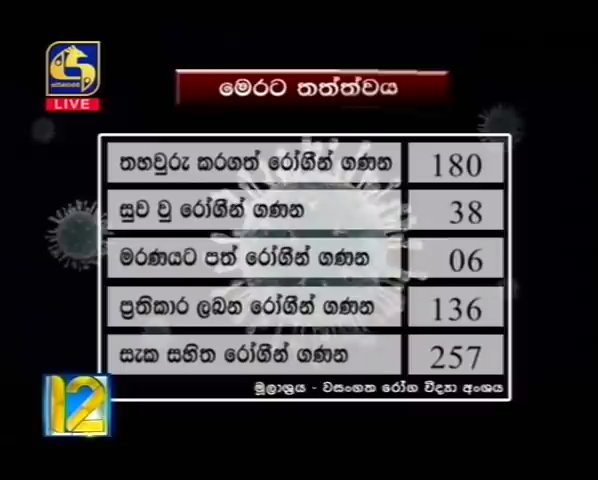 LIVE
මෙරට තත්ත්වය
තහවුරු කරගත් රෝගීන් ගණන 180
සුව වු රෝගීන් ගණන 38
මරණයට පත් රෝගීන් ගණන 06
ප්‍රතිකාර ලබන රෝගීන් ගණන 136
සැක සහිත රෝගීන් ගණන 257
මූලාශ්‍රය - වසංගත රෝග විද්‍යා අංශය
12